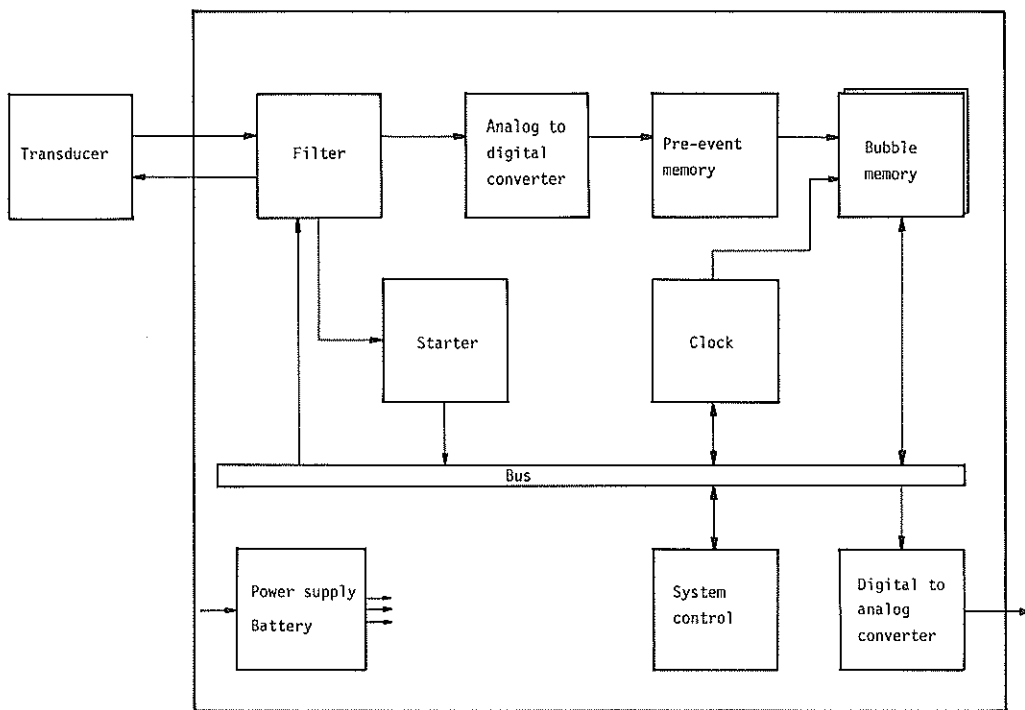 Transducer
Filter
Analog to
digital
converter
Pre-event
memory
Bubble
memory
Starter
Clock
Bus
Power supply
Battery
System
control
Digital to
analog
converter